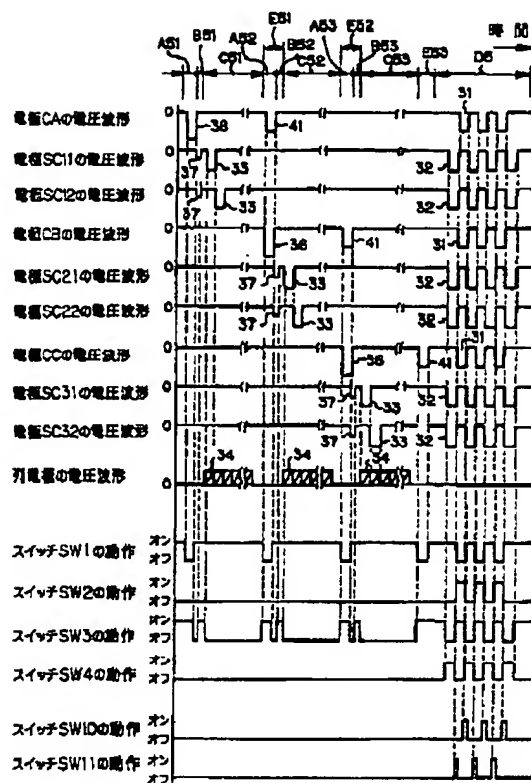 E51 E52
A51 B51 A52 B52 A53 B53 E53 時間
C51 C52 C53 D5
31
電極CAの電圧波形 0 38 41
電極SC11の電圧波形 0 37 33 32
電極SC12の電圧波形 0 37 33 32
電極CBの電圧波形 0 36 41 31
電極SC21の電圧波形 0 37 33 32
電極SC22の電圧波形 0 37 33 32
電極CCの電圧波形 0 36 41 31
電極SC31の電圧波形 0 37 33 32
電極SC32の電圧波形 0 37 33 32
列電極の電圧波形 0 34 34 34
スイッチSW1の動作 オン オフ
スイッチSW2の動作 オン オフ
スイッチSW3の動作 オン オフ
スイッチSW4の動作 オン オフ
スイッチSW10の動作 オン オフ
スイッチSW11の動作 オン オフ